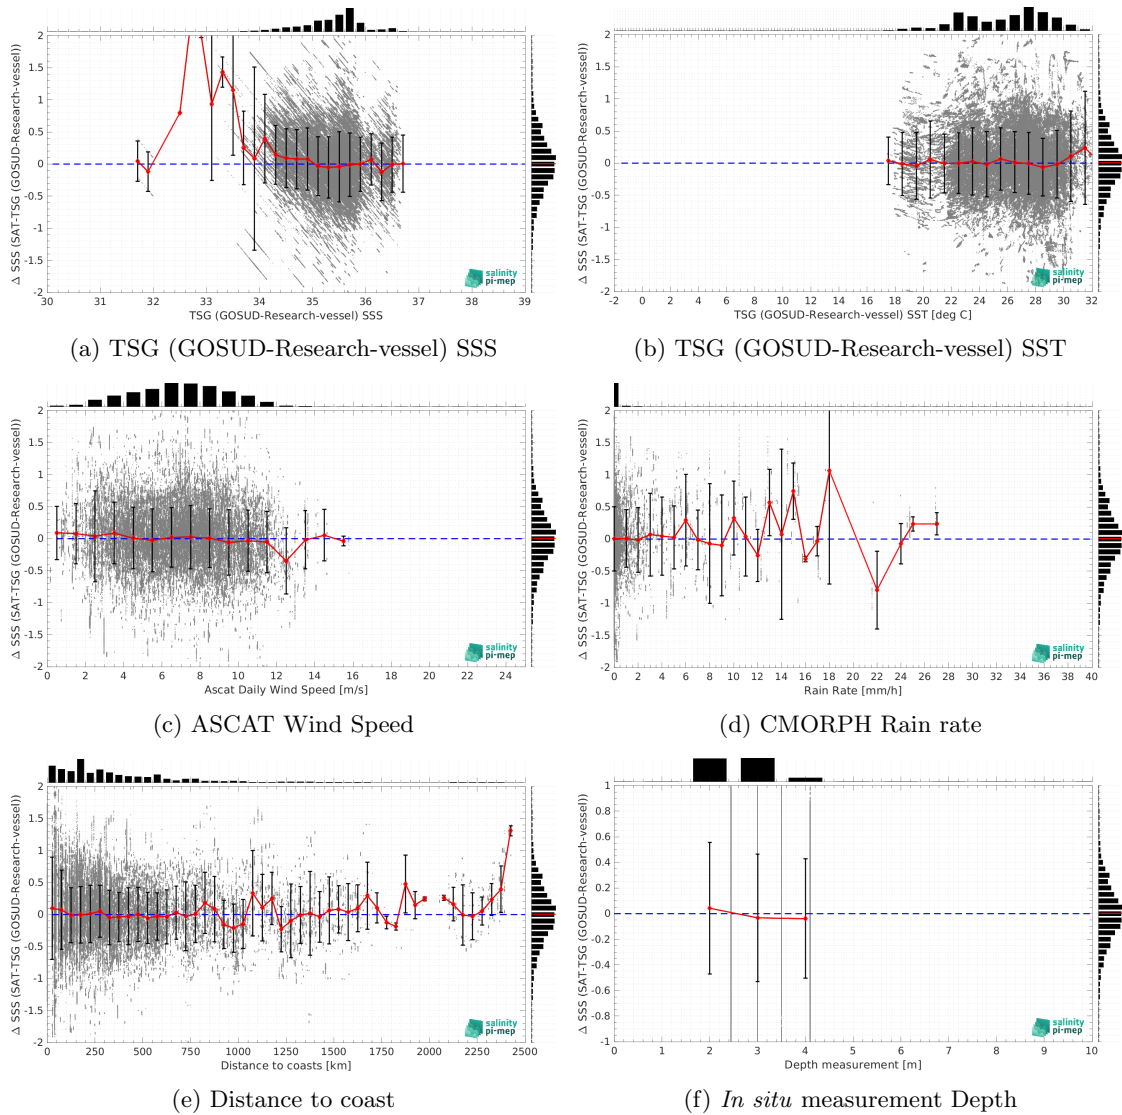 2
1.5
1
0.5
0
-0.5
-1
-1.5
-2
Δ SSS (SAT-TSG (GOSUD-Research-vessel))
30 31 32 33 34 35 36 37 38 39
TSG (GOSUD-Research-vessel) SSS
salinity
pi-mep
(a) TSG (GOSUD-Research-vessel) SSS
2
1.5
1
0.5
0
-0.5
-1
-1.5
-2
Δ SSS (SAT-TSG (GOSUD-Research-vessel))
-2 0 2 4 6 8 10 12 14 16 18 20 22 24 26 28 30 32
TSG (GOSUD-Research-vessel) SST [deg C]
salinity
pi-mep
(b) TSG (GOSUD-Research-vessel) SST
2
1.5
1
0.5
0
-0.5
-1
-1.5
-2
Δ SSS (SAT-TSG (GOSUD-Research-vessel))
0 2 4 6 8 10 12 14 16 18 20 22 24
Ascat Daily Wind Speed [m/s]
salinity
pi-mep
(c) ASCAT Wind Speed
2
1.5
1
0.5
0
-0.5
-1
-1.5
-2
Δ SSS (SAT-TSG (GOSUD-Research-vessel))
0 2 4 6 8 10 12 14 16 18 20 22 24 26 28 30 32 34 36 38 40
Rain Rate [mm/h]
salinity
pi-mep
(d) CMORPH Rain rate
2
1.5
1
0.5
0
-0.5
-1
-1.5
-2
Δ SSS (SAT-TSG (GOSUD-Research-vessel))
0 250 500 750 1000 1250 1500 1750 2000 2250 2500
Distance to coasts [km]
salinity
pi-mep
(e) Distance to coast
1
0.8
0.6
0.4
0.2
0
-0.2
-0.4
-0.6
-0.8
-1
Δ SSS (SAT-TSG (GOSUD-Research-vessel))
0 1 2 3 4 5 6 7 8 9 10
Depth measurement [m]
salinity
pi-mep
(f) In situ measurement Depth